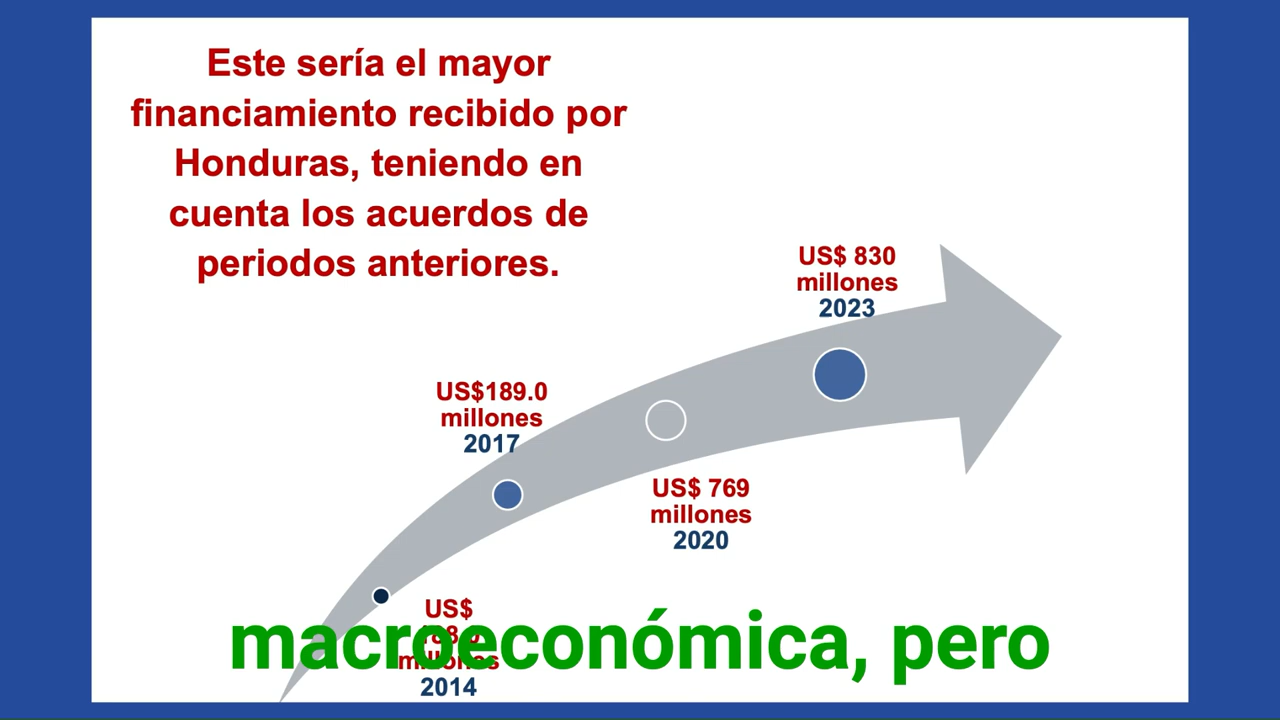 Este sería el mayor
financiamiento recibido por
Honduras, teniendo en
cuenta los acuerdos de
periodos anteriores.
US$ 830
millones
2023
US$189.0
millones
2017
US$ 769
millones
2020
US$
millones
2014
macroeconómica, pero